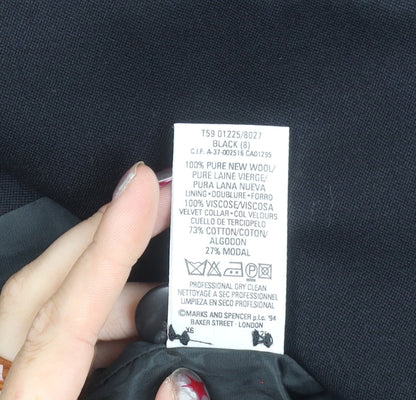 T59 01225/8027
BLACK (8)
C.I.F. A-37-002516 CA01295
100% PURE NEW WOOL/
PURE LAINE VIERGE/
PURA LANA NUEVA
LINING • DOUBLURE • FORRO
100% VISCOSE/VISCOSA
VELVET COLLAR • COL VELOURS
CUELLO DE TERCIOPELO
73% COTTON/COTON/
ALGODON
27% MODAL
P
PROFESSIONAL DRY CLEAN
NETTOYAGE A SEC PROFESSIONNEL
LIMPIEZA EN SECO PROFESIONAL
©MARKS AND SPENCER p.l.c. '94
BAKER STREET • LONDON
X6